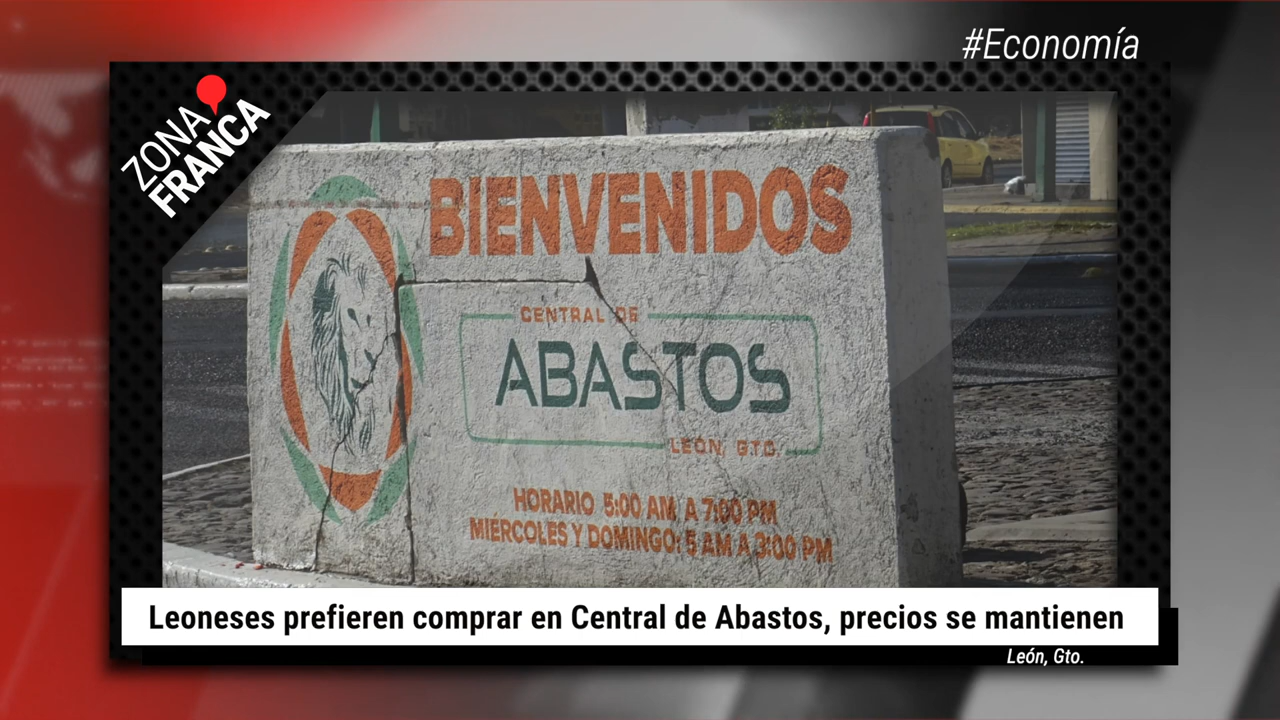 #Economía
ZONA
FRANCA
BIENVENIDOS
CENTRAL DE
ABASTOS
LEÓN, GTO.
HORARIO 5:00 AM A 7:00 PM
MIÉRCOLES Y DOMINGO: 5 AM A 3:00 PM
Leoneses prefieren comprar en Central de Abastos, precios se mantienen
León, Gto.